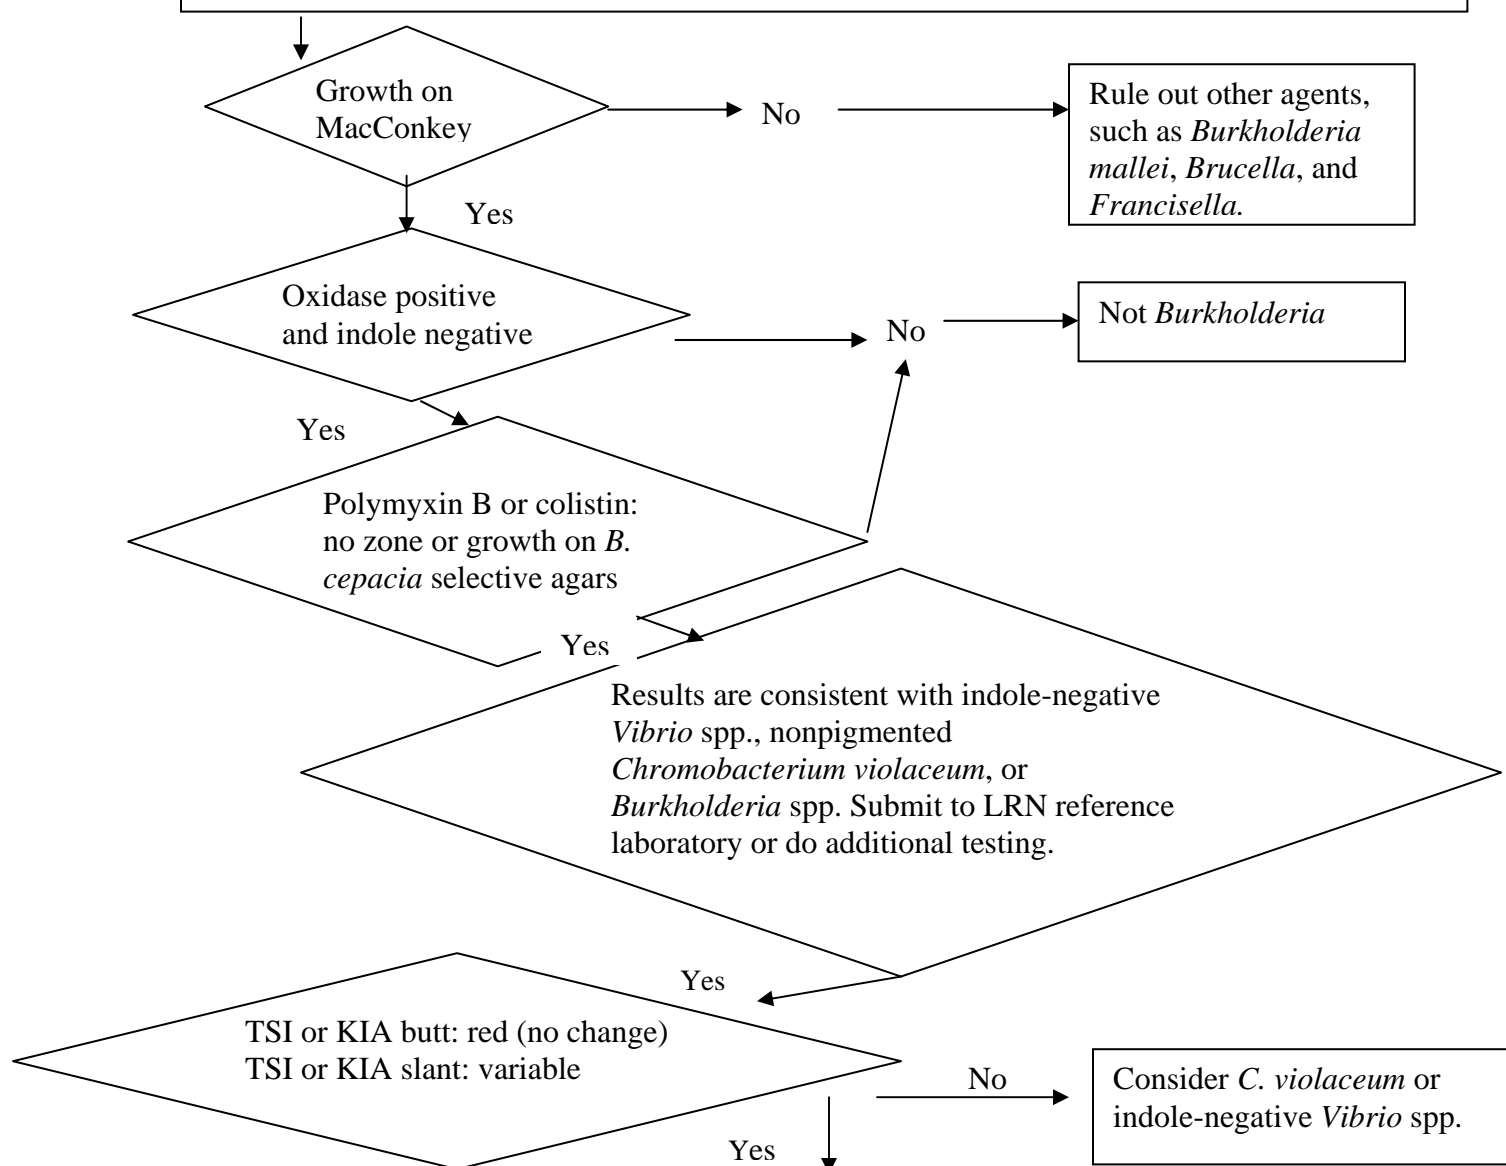 Growth on
MacConkey
No
Rule out other agents,
such as Burkholderia
mallei, Brucella, and
Francisella.
Yes
Oxidase positive
and indole negative
No
Not Burkholderia
Yes
Polymyxin B or colistin:
no zone or growth on B.
cepacia selective agars
Yes
Results are consistent with indole-negative
Vibrio spp., nonpigmented
Chromobacterium violaceum, or
Burkholderia spp. Submit to LRN reference
laboratory or do additional testing.
Yes
TSI or KIA butt: red (no change)
TSI or KIA slant: variable
No
Consider C. violaceum or
indole-negative Vibrio spp.
Yes